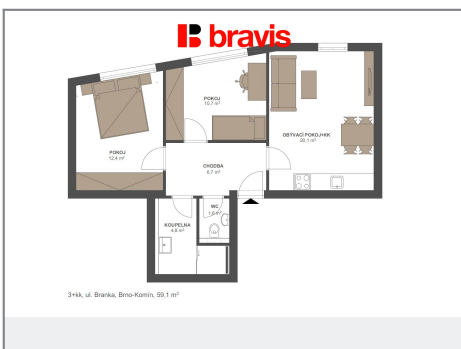 bravis
POKOJ
10,7 m²
OBÝVACÍ POKOJ+KK
20,1 m²
POKOJ
12,4 m²
CHODBA
6,7 m²
WC
1,6 m²
KOUPELNA
4,8 m²
3+kk, ul. Branka, Brno-Komín, 59,1 m²